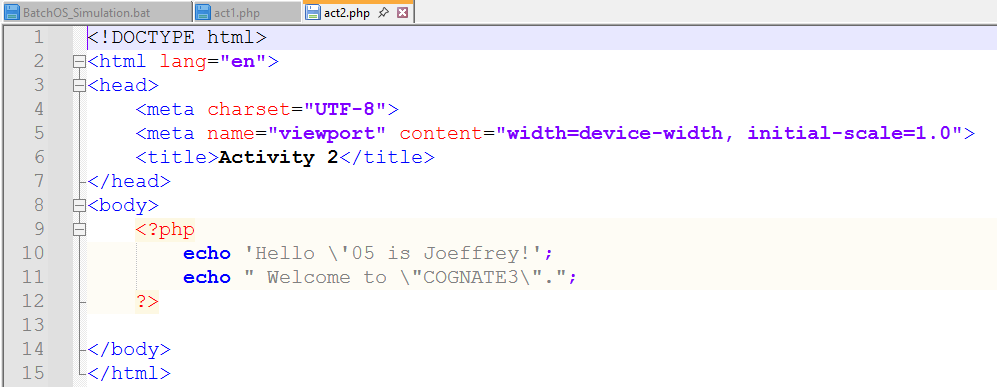 BatchOS_Simulation.bat act1.php act2.php
1 <!DOCTYPE html>
2 <html lang="en">
3 <head>
4     <meta charset="UTF-8">
5     <meta name="viewport" content="width=device-width, initial-scale=1.0">
6     <title>Activity 2</title>
7 </head>
8 <body>
9     <?php
10         echo 'Hello \'05 is Joeffrey!';
11         echo " Welcome to \"COGNATE3\".";
12     ?>
13
14 </body>
15 </html>